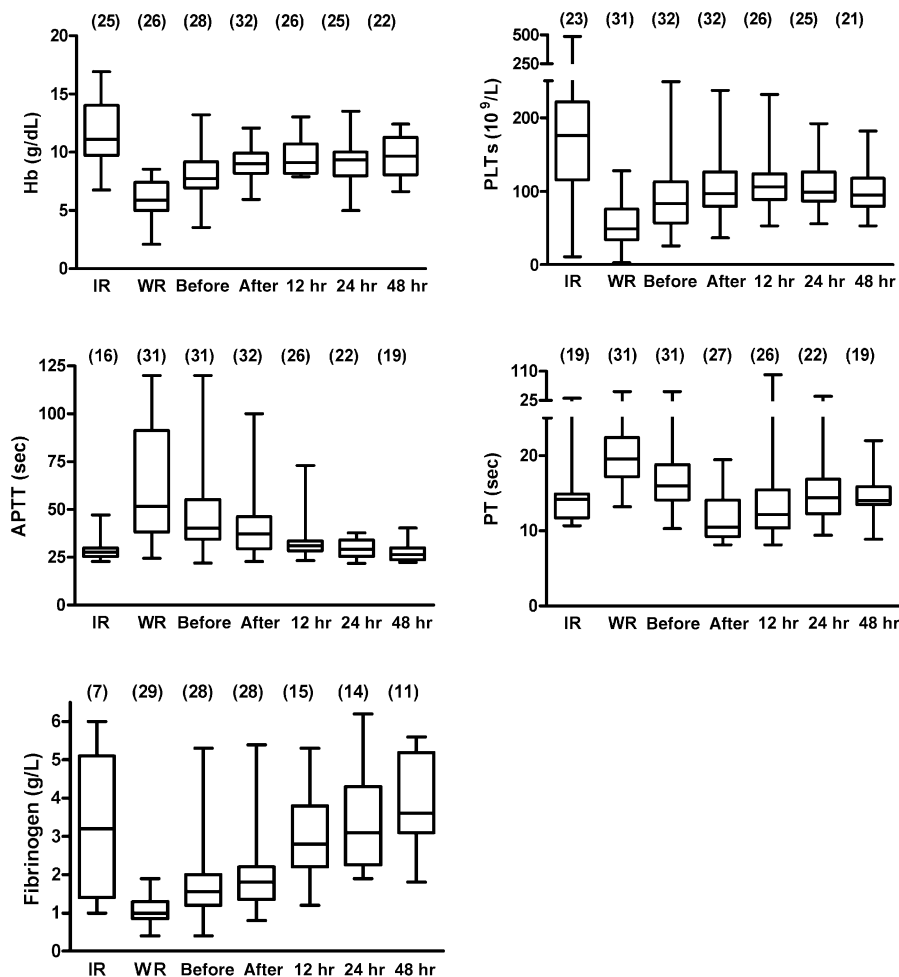 (25) (26) (28) (32) (26) (25) (22)
20
15
10
5
0
Hb (g/dL)
IR WR Before After 12 hr 24 hr 48 hr
(23) (31) (32) (32) (26) (25) (21)
500
250
200
100
0
PLTs (10⁹/L)
IR WR Before After 12 hr 24 hr 48 hr
(16) (31) (31) (32) (26) (22) (19)
125
100
75
50
25
0
APTT (sec)
IR WR Before After 12 hr 24 hr 48 hr
(19) (31) (31) (27) (26) (22) (19)
110
25
20
10
0
PT (sec)
IR WR Before After 12 hr 24 hr 48 hr
(7) (29) (28) (28) (15) (14) (11)
6
5
4
3
2
1
0
Fibrinogen (g/L)
IR WR Before After 12 hr 24 hr 48 hr